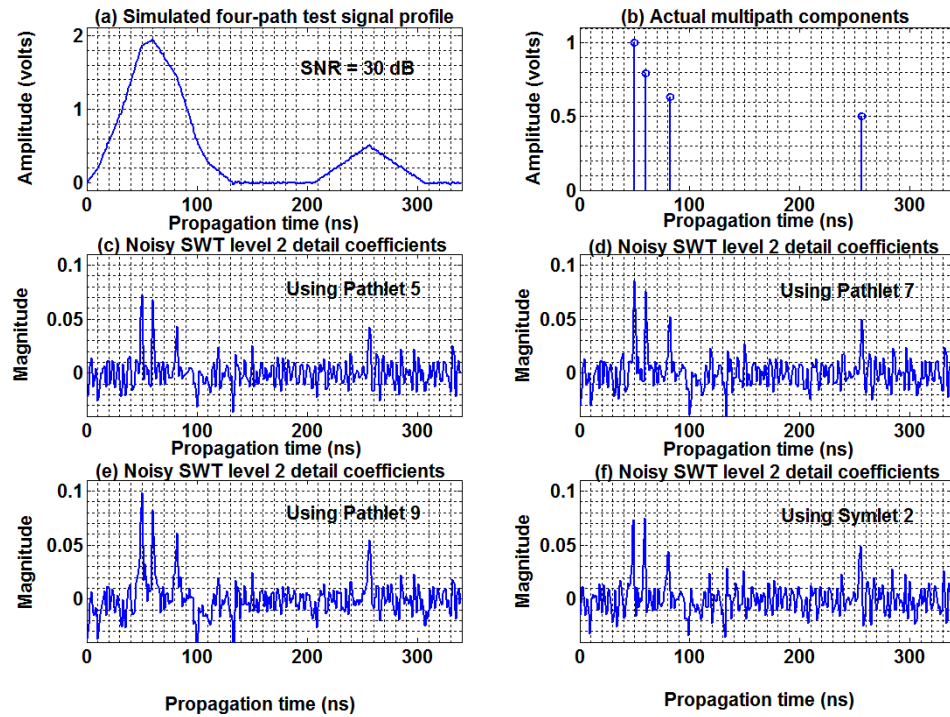 (a) Simulated four-path test signal profile
Amplitude (volts)
2
1
0
SNR = 30 dB
0 100 200 300
Propagation time (ns)
(b) Actual multipath components
Amplitude (volts)
1
0.5
0
0 100 200 300
Propagation time (ns)
(c) Noisy SWT level 2 detail coefficients
Magnitude
0.1
0.05
0
Using Pathlet 5
0 100 200 300
Propagation time (ns)
(d) Noisy SWT level 2 detail coefficients
Magnitude
0.1
0.05
0
Using Pathlet 7
0 100 200 300
Propagation time (ns)
(e) Noisy SWT level 2 detail coefficients
Magnitude
0.1
0.05
0
Using Pathlet 9
0 100 200 300
Propagation time (ns)
(f) Noisy SWT level 2 detail coefficients
Magnitude
0.1
0.05
0
Using Symlet 2
0 100 200 300
Propagation time (ns)